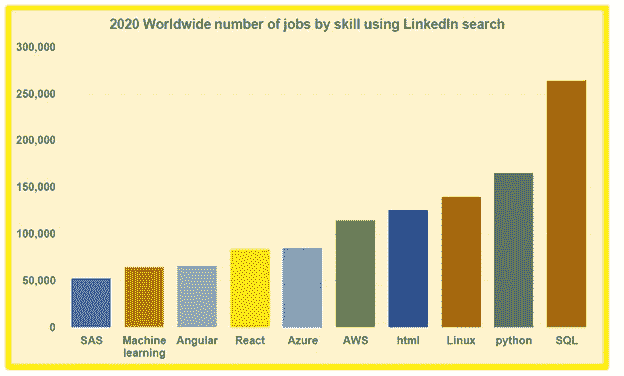 2020 Worldwide number of jobs by skill using LinkedIn search
300,000
250,000
200,000
150,000
100,000
50,000
0
SAS
Machine
learning
Angular
React
Azure
AWS
html
Linux
python
SQL